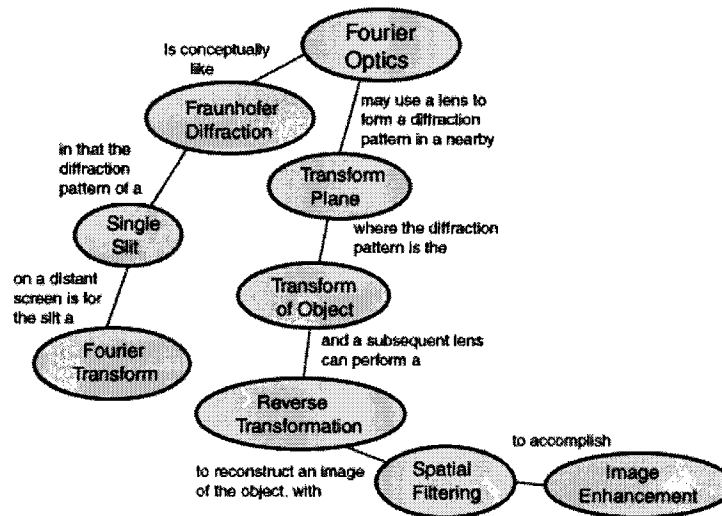 Fourier
Optics
Is conceptually
like
Fraunhofer
Diffraction
may use a lens to
form a diffraction
pattern in a nearby
in that the
diffraction
pattern of a
Transform
Plane
Single
Slit
where the diffraction
pattern is the
on a distant
screen is for
the slit a
Transform
of Object
Fourier
Transform
and a subsequent lens
can perform a
Reverse
Transformation
to reconstruct an image
of the object, with
Spatial
Filtering
to accomplish
Image
Enhancement